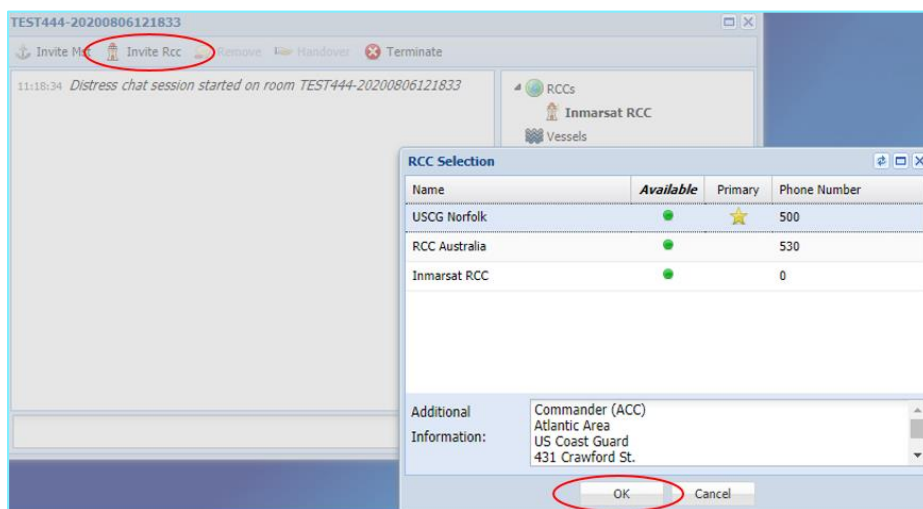 TEST444-20200806121833
Invite Mst Invite Rcc Remove Handover Terminate
11:18:34 Distress chat session started on room TEST444-20200806121833
RCCs
Inmarsat RCC
Vessels
RCC Selection
Name Available Primary Phone Number
USCG Norfolk 500
RCC Australia 530
Inmarsat RCC 0
Additional Information:
Commander (ACC)
Atlantic Area
US Coast Guard
431 Crawford St.
OK Cancel